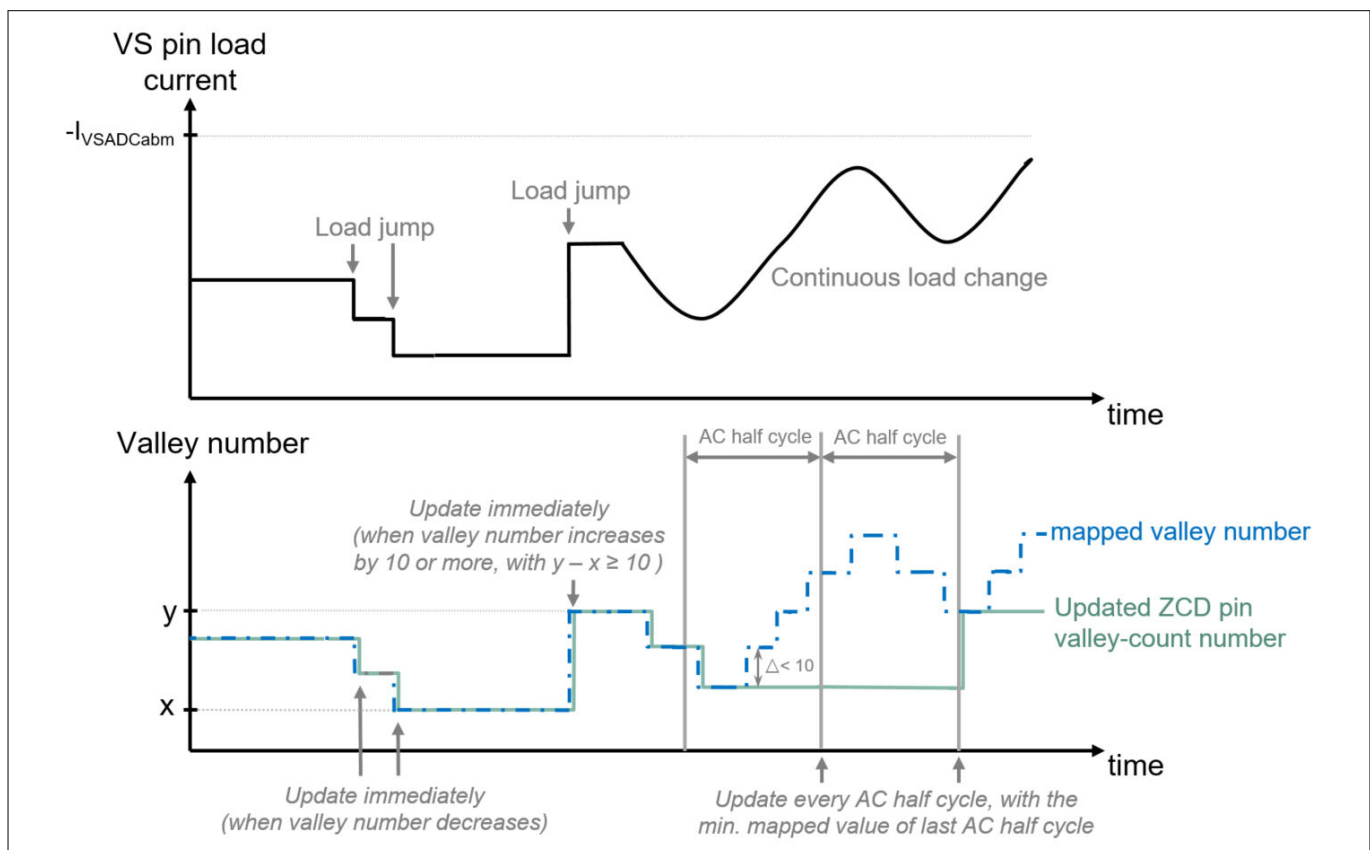 VS pin load
current
-IVSADCabm
Load jump
Load jump
Continuous load change
time
Valley number
AC half cycle
AC half cycle
Update immediately
(when valley number increases
by 10 or more, with y – x ≥ 10 )
mapped valley number
y
Updated ZCD pin
valley-count number
△< 10
x
time
Update immediately
(when valley number decreases)
Update every AC half cycle, with the
min. mapped value of last AC half cycle